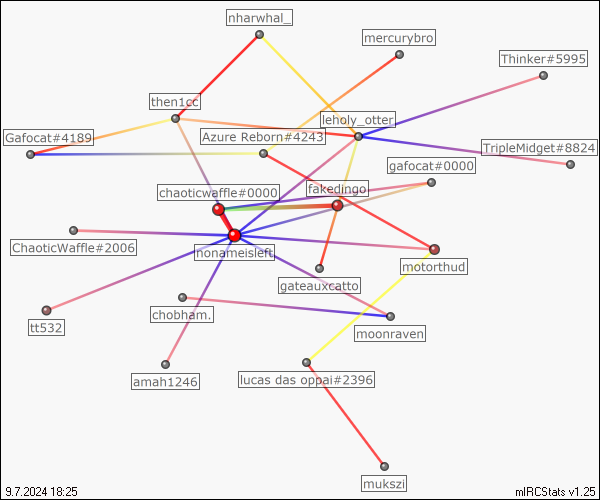 nharwhal_
mercurybro
Thinker#5995
then1cc
leholy_otter
Gafocat#4189
Azure Reborn#4243
TripleMidget#8824
gafocat#0000
chaoticwaffle#0000
fakedingo
ChaoticWaffle#2006
nonameisleft
motorthud
gateauxcatto
tt532
chobham.
moonraven
amah1246
lucas das oppai#2396
mukszi
9.7.2024 18:25
mIRCStats v1.25